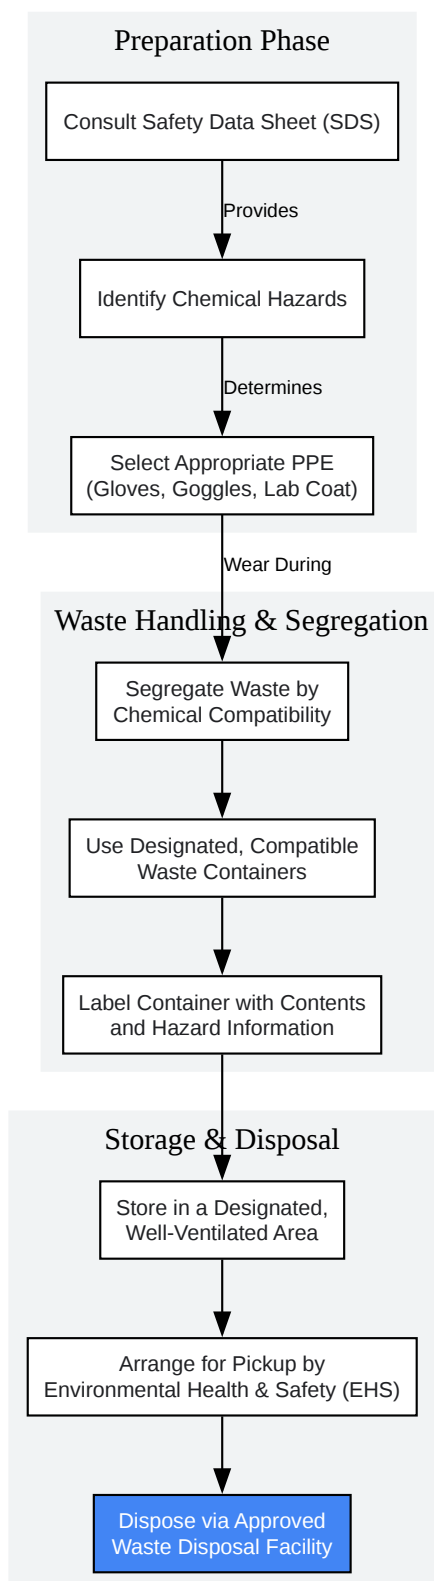 Preparation Phase
Consult Safety Data Sheet (SDS)
Provides
Identify Chemical Hazards
Determines
Select Appropriate PPE
(Gloves, Goggles, Lab Coat)
Wear During
Waste Handling & Segregation
Segregate Waste by
Chemical Compatibility
Use Designated, Compatible
Waste Containers
Label Container with Contents
and Hazard Information
Storage & Disposal
Store in a Designated,
Well-Ventilated Area
Arrange for Pickup by
Environmental Health & Safety (EHS)
Dispose via Approved
Waste Disposal Facility